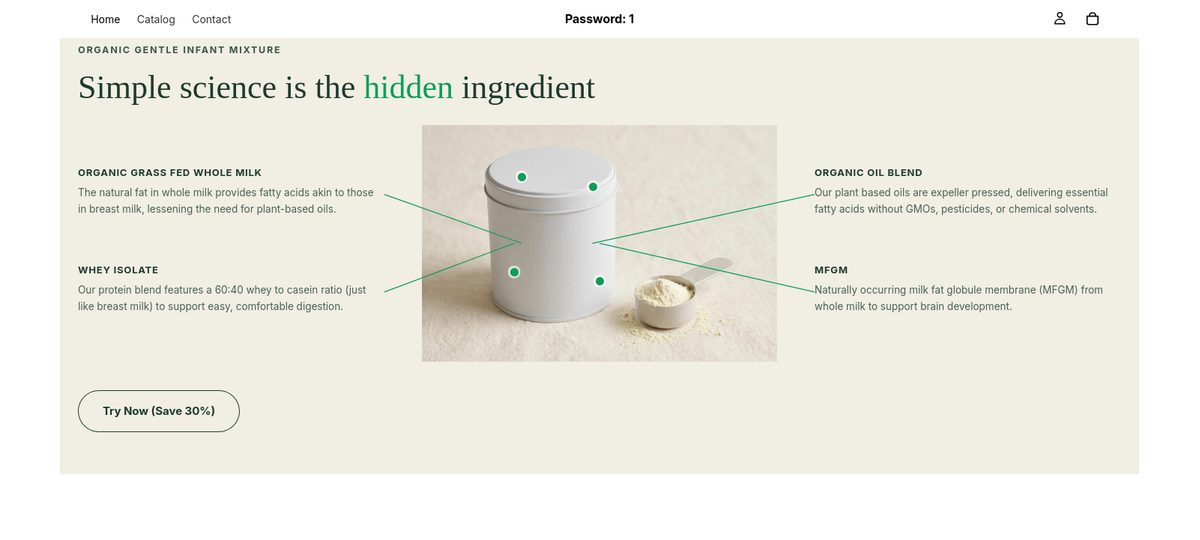 Home Catalog Contact
Password: 1
ORGANIC GENTLE INFANT MIXTURE
Simple science is the hidden ingredient
ORGANIC GRASS FED WHOLE MILK
The natural fat in whole milk provides fatty acids akin to those
in breast milk, lessening the need for plant-based oils.
WHEY ISOLATE
Our protein blend features a 60:40 whey to casein ratio (just
like breast milk) to support easy, comfortable digestion.
ORGANIC OIL BLEND
Our plant based oils are expeller pressed, delivering essential
fatty acids without GMOs, pesticides, or chemical solvents.
MFGM
Naturally occurring milk fat globule membrane (MFGM) from
whole milk to support brain development.
Try Now (Save 30%)